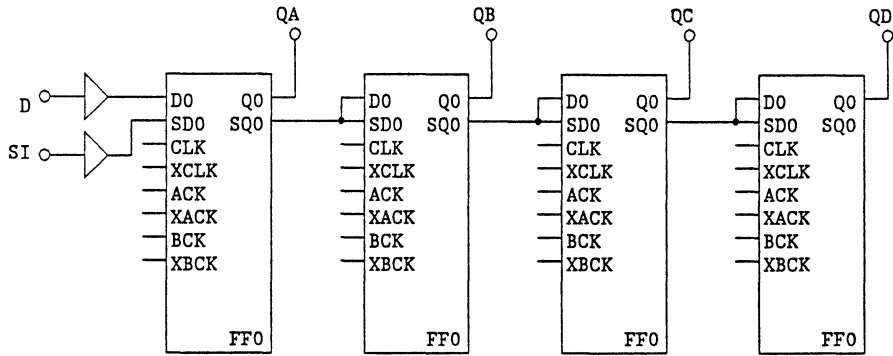 QA QB QC QD
D
SI
D0 Q0
SD0 SQ0
CLK
XCLK
ACK
XACK
BCK
XBCK
FF0
D0 Q0
SD0 SQ0
CLK
XCLK
ACK
XACK
BCK
XBCK
FF0
D0 Q0
SD0 SQ0
CLK
XCLK
ACK
XACK
BCK
XBCK
FF0
D0 Q0
SD0 SQ0
CLK
XCLK
ACK
XACK
BCK
XBCK
FF0